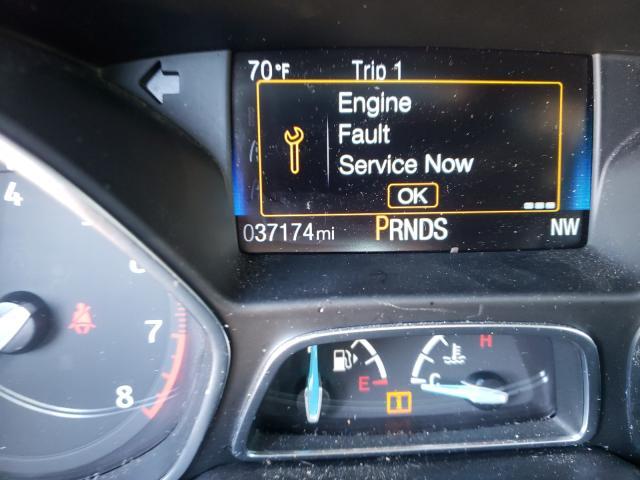 70°F Trip 1
Engine
Fault
Service Now
OK
037174mi PRNDS NW
4
7
8
E
C
H